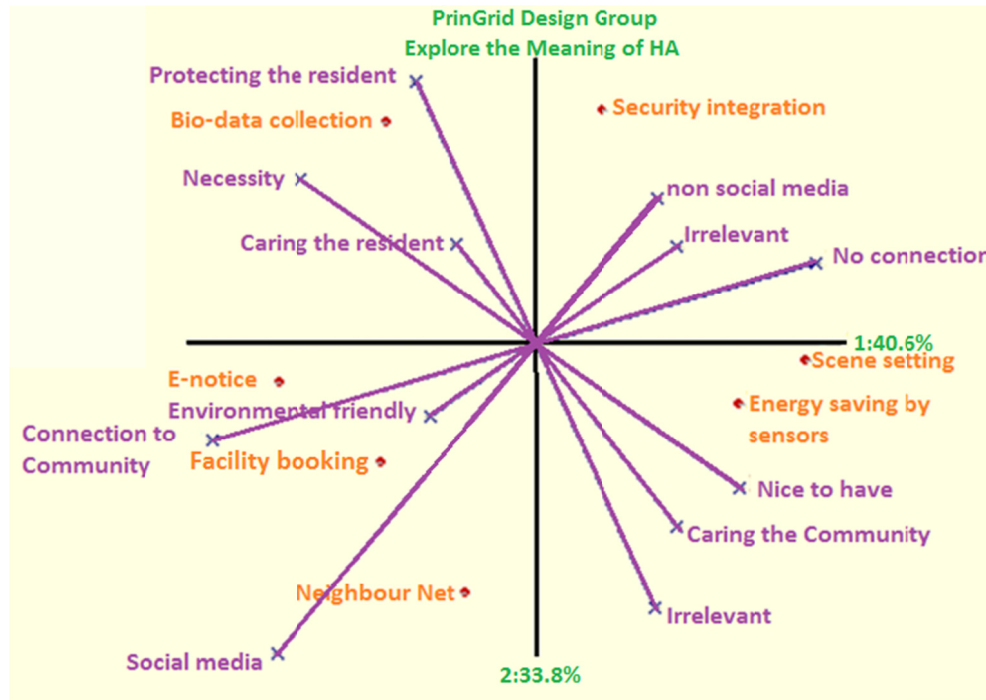 PrinGrid Design Group
Explore the Meaning of HA
Protecting the resident
Security integration
Bio-data collection
Necessity
non social media
Irrelevant
Caring the resident
No connection
1:40.6%
Scene setting
E-notice
Environmental friendly
Energy saving by
sensors
Connection to
Community
Facility booking
Nice to have
Caring the Community
Neighbour Net
Irrelevant
Social media
2:33.8%